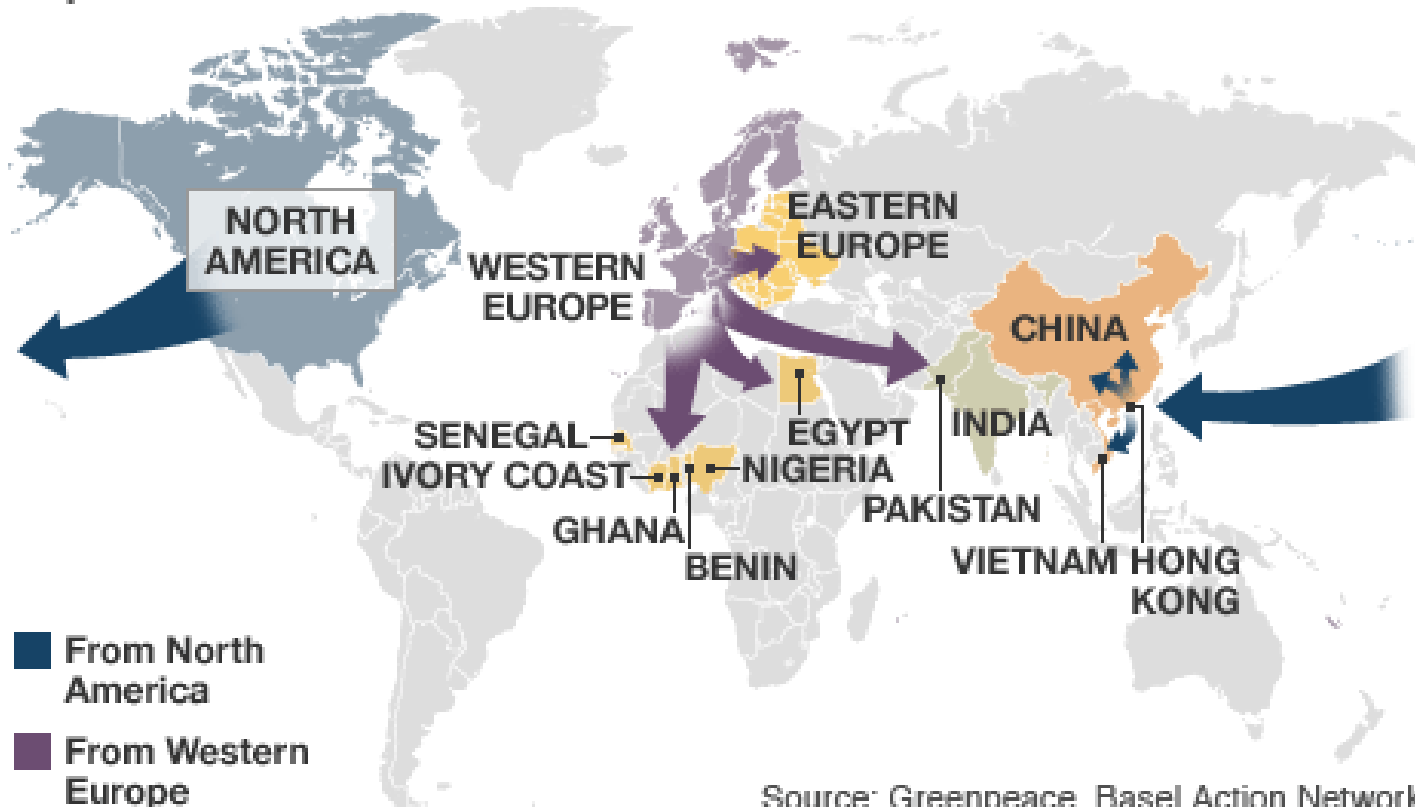 NORTH
AMERICA
EASTERN
EUROPE
WESTERN
EUROPE
CHINA
SENEGAL
EGYPT
INDIA
IVORY COAST
NIGERIA
PAKISTAN
GHANA
BENIN
VIETNAM
HONG
KONG
From North
America
From Western
Europe
Source: Greenpeace, Basel Action Network